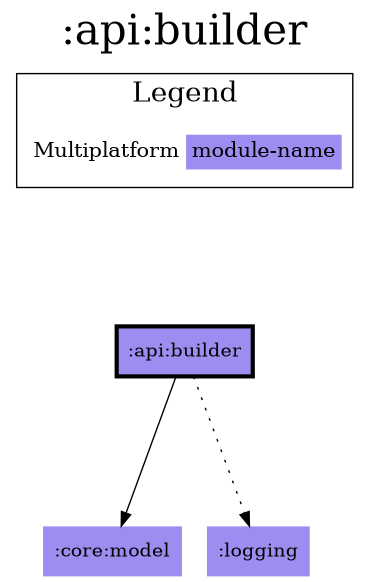 :api:builder
Legend
Multiplatform module-name
:api:builder
:core:model :logging